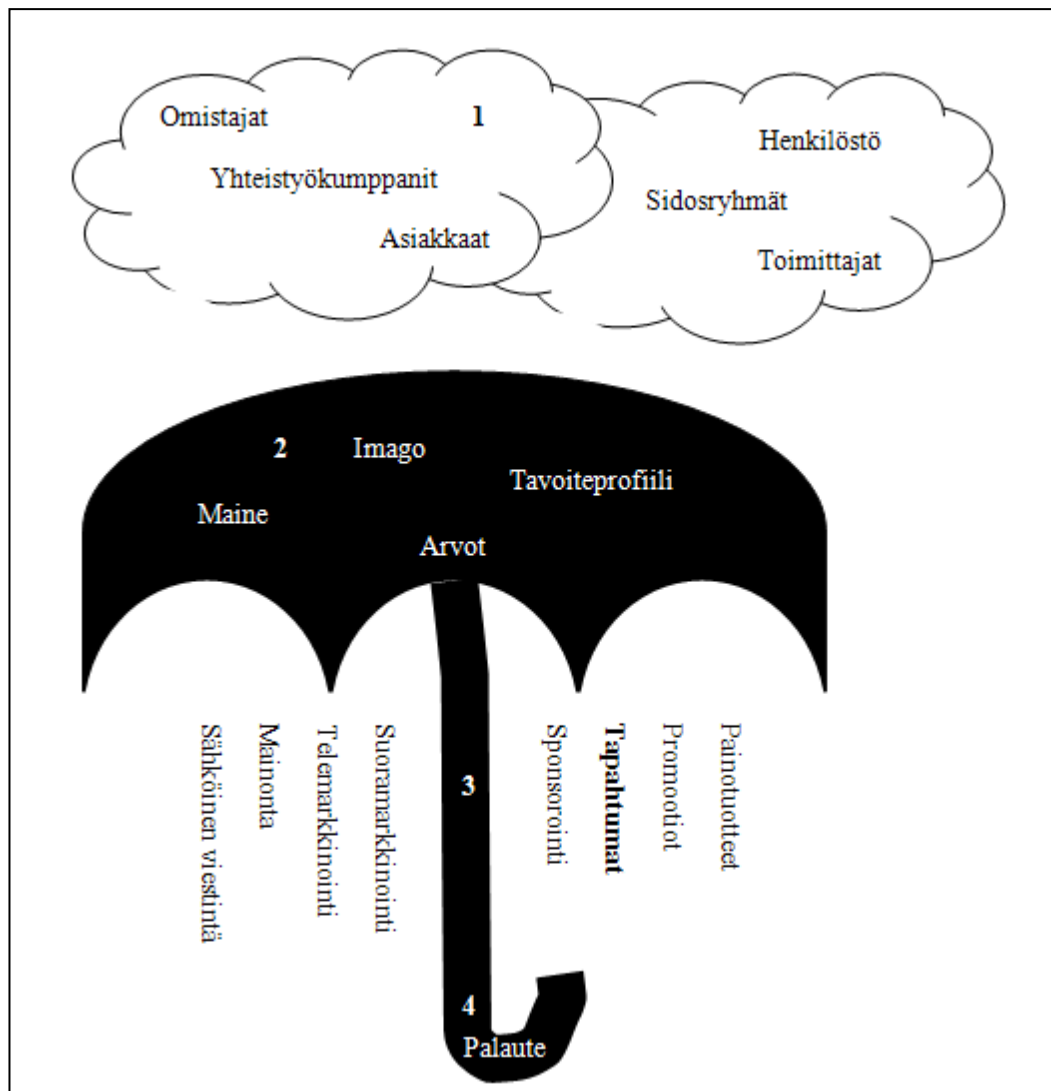 Omistajat
1
Henkilöstö
Yhteistyökumppanit
Sidosryhmät
Asiakkaat
Toimittajat
2
Imago
Tavoiteprofiili
Maine
Arvot
Sähköinen viestintä
Mainonta
Telemarkkinointi
Suoramarkkinointi
3
Sponsorointi
Tapahtumat
Promootiot
Painotuotteet
4
Palaute